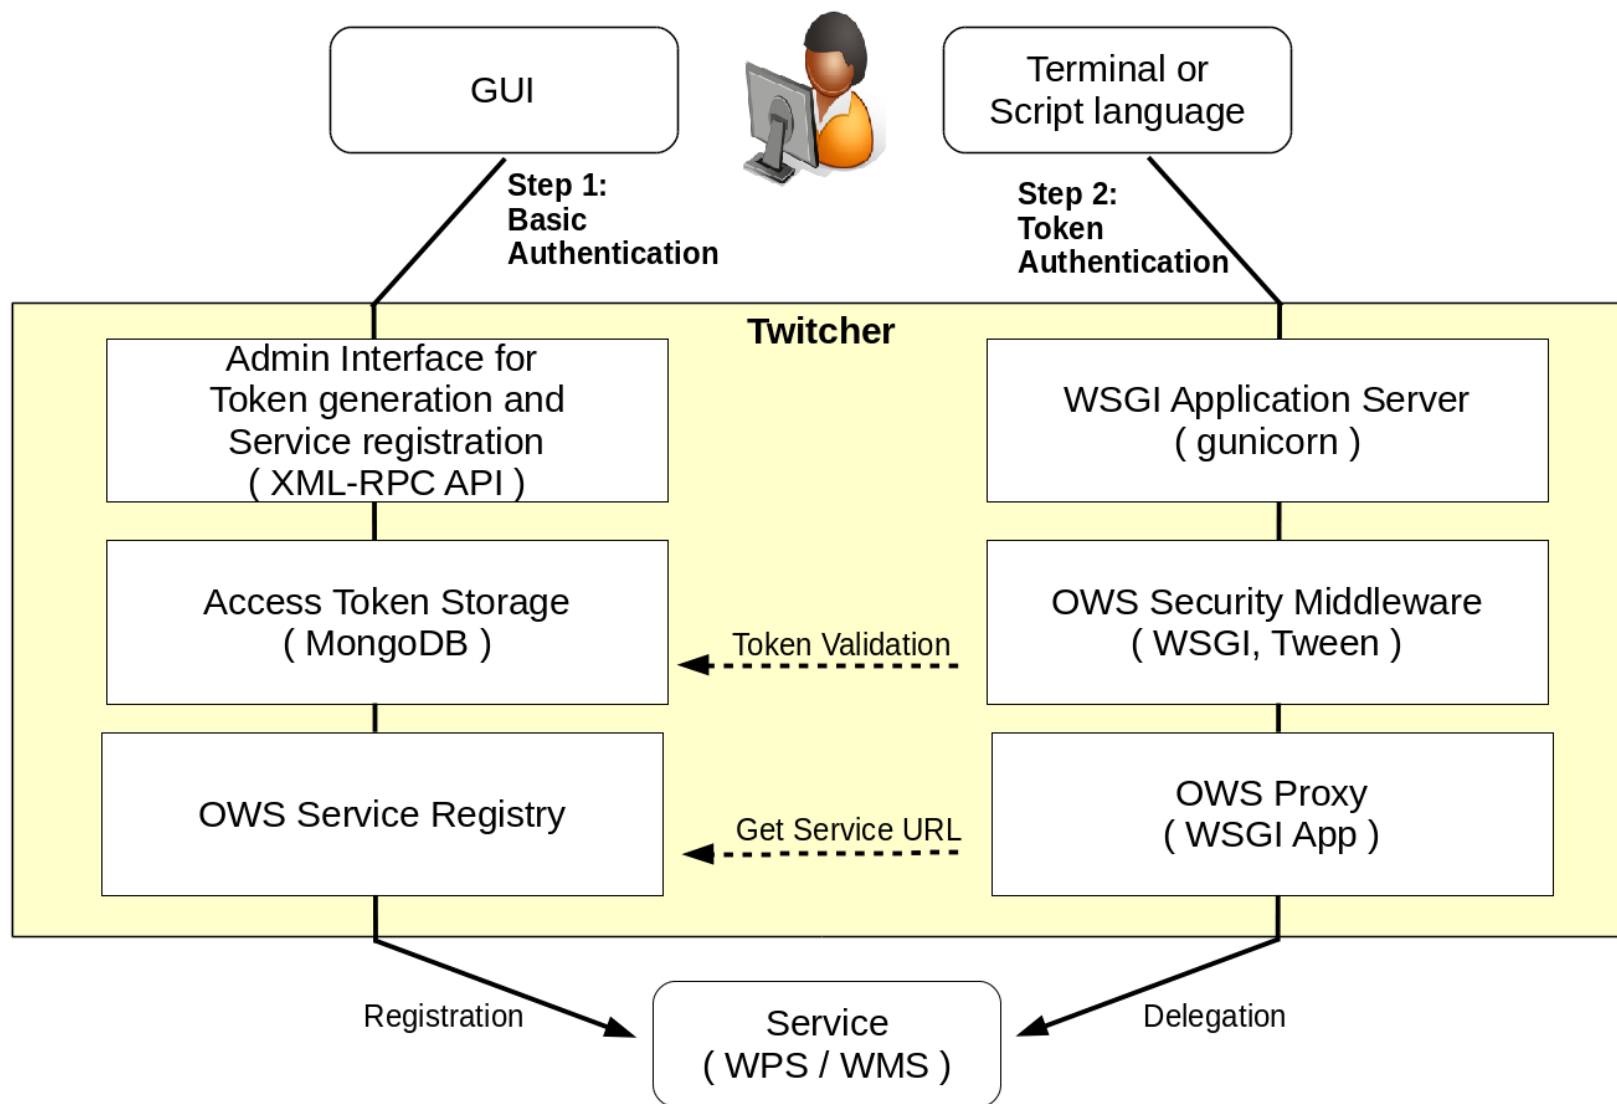 GUI
Terminal or
Script language
Step 1:
Basic
Authentication
Step 2:
Token
Authentication
Twitcher
Admin Interface for
Token generation and
Service registration
( XML-RPC API )
WSGI Application Server
( gunicorn )
Access Token Storage
( MongoDB )
Token Validation
OWS Security Middleware
( WSGI, Tween )
OWS Service Registry
Get Service URL
OWS Proxy
( WSGI App )
Registration
Service
( WPS / WMS )
Delegation